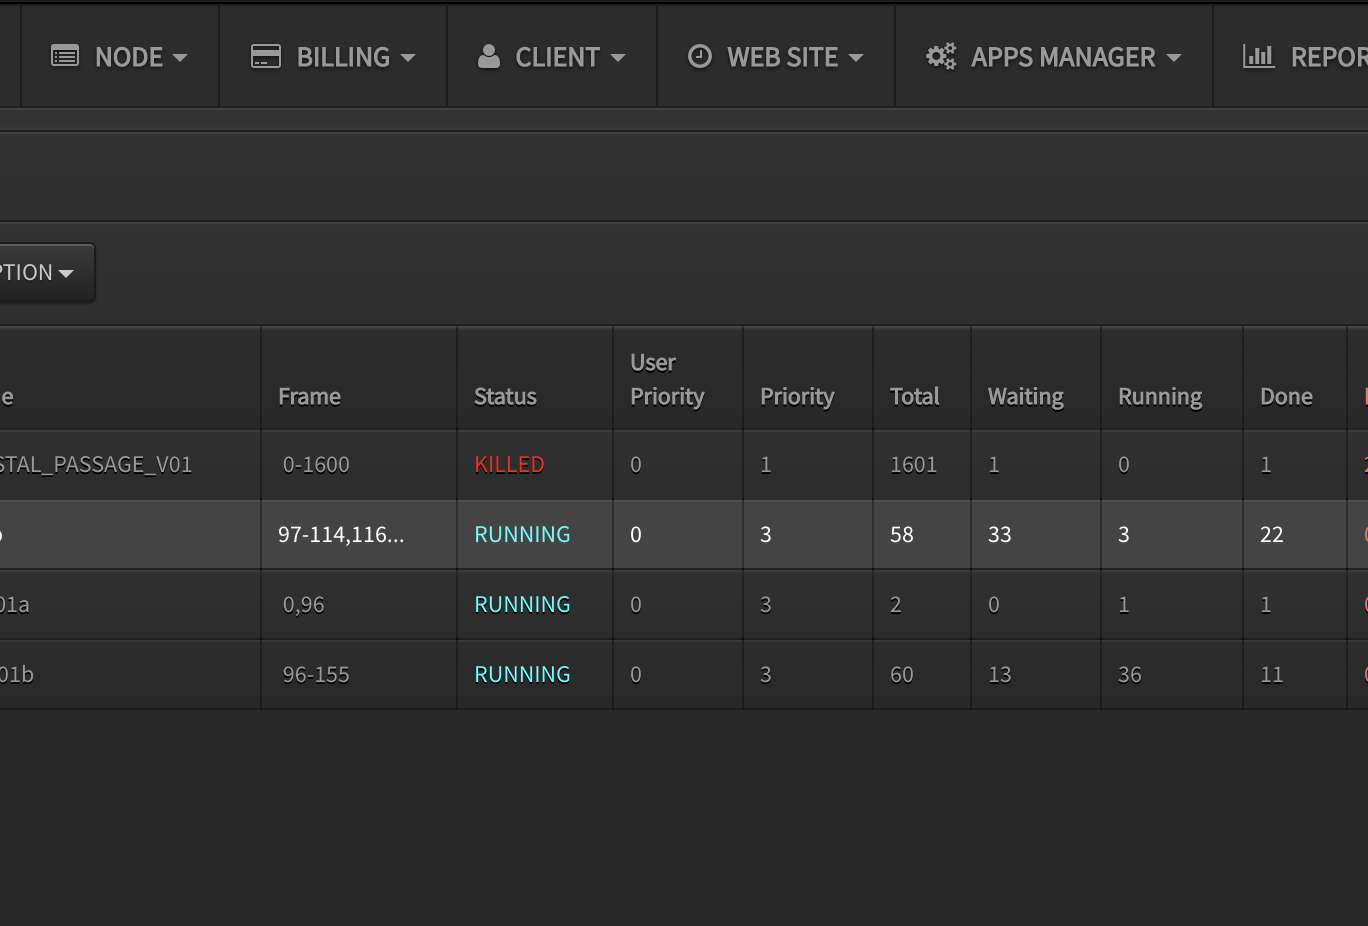 NODE BILLING CLIENT WEB SITE APPS MANAGER REPOR
PTION
e Frame Status User Priority Priority Total Waiting Running Done
STAL_PASSAGE_V01 0-1600 KILLED 0 1 1601 1 0 1
97-114,116... RUNNING 0 3 58 33 3 22
01a 0,96 RUNNING 0 3 2 0 1 1
01b 96-155 RUNNING 0 3 60 13 36 11